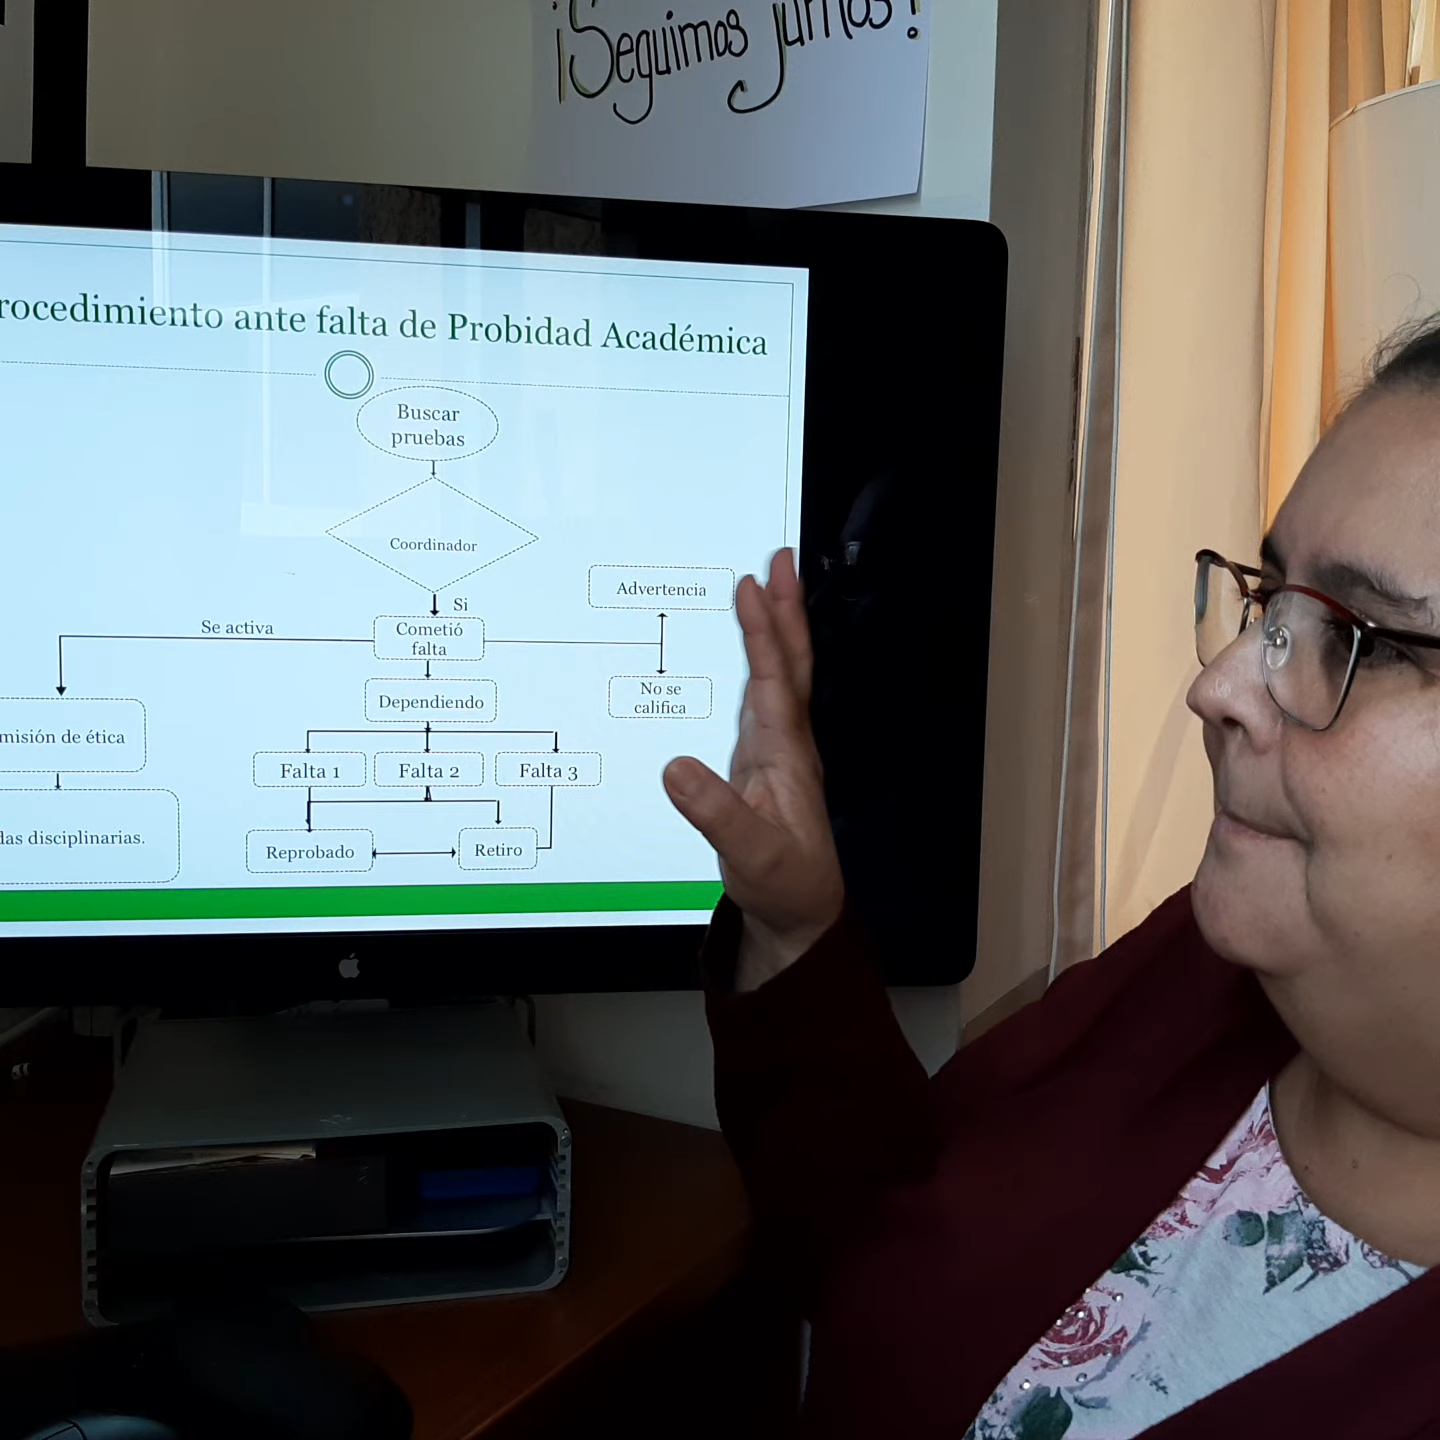 ¡Seguimos juntos!
rocedimiento ante falta de Probidad Académica
Buscar
pruebas
Coordinador
Si
Advertencia
Se activa
Cometió
falta
No se
califica
Dependiendo
misión de ética
Falta 1
Falta 2
Falta 3
das disciplinarias.
Reprobado
Retiro